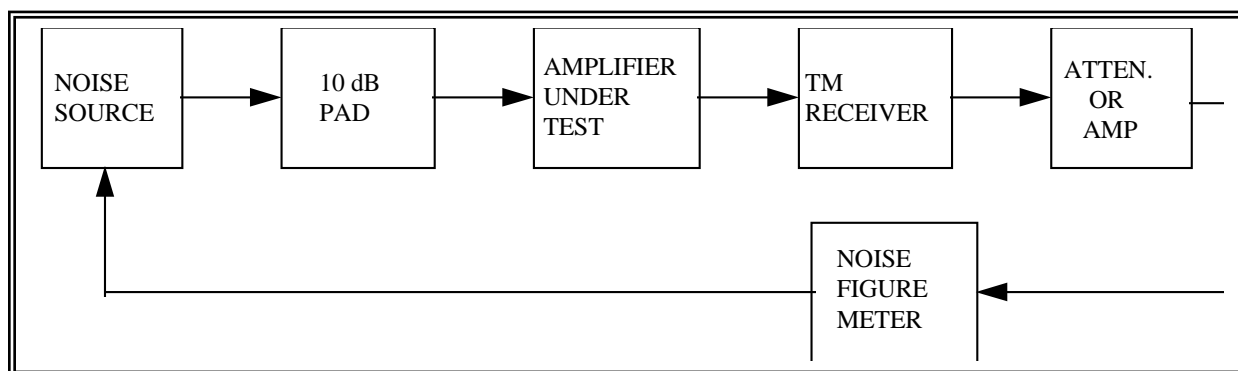 NOISE
SOURCE
10 dB
PAD
AMPLIFIER
UNDER
TEST
TM
RECEIVER
ATTEN.
OR
AMP
NOISE
FIGURE
METER